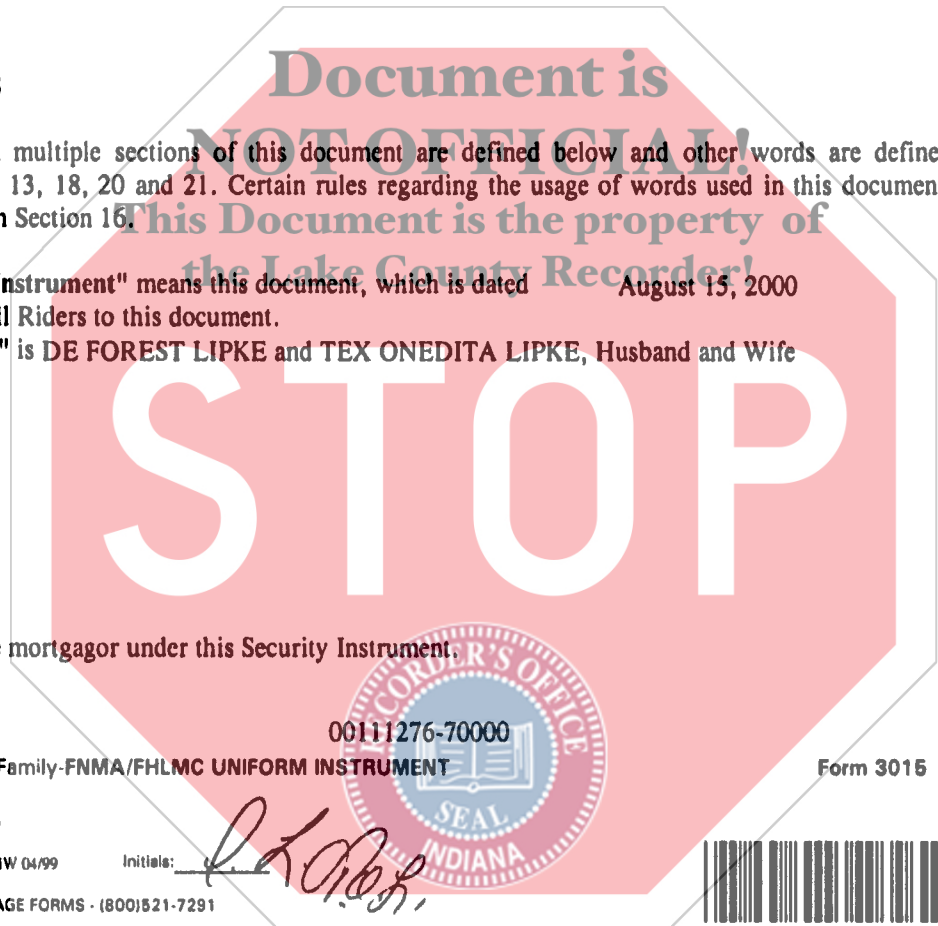 Document is
multiple sections of this document are defined below and other words are define
NOT OFFICIAL!
13, 18, 20 and 21. Certain rules regarding the usage of words used in this documen
n Section 16.
This Document is the property of
the Lake County Recorder!
nstrument" means this document, which is dated August 15, 2000
l Riders to this document.
" is DE FOREST LIPKE and TEX ONEDITA LIPKE, Husband and Wife
STOP
mortgagor under this Security Instrument.
RECORDER'S OFFICE
00111276-70000
Family-FNMA/FHLMC UNIFORM INSTRUMENT Form 3015
SEAL
INDIANA
W 04/99 Initials:
AGE FORMS - (800)521-7291